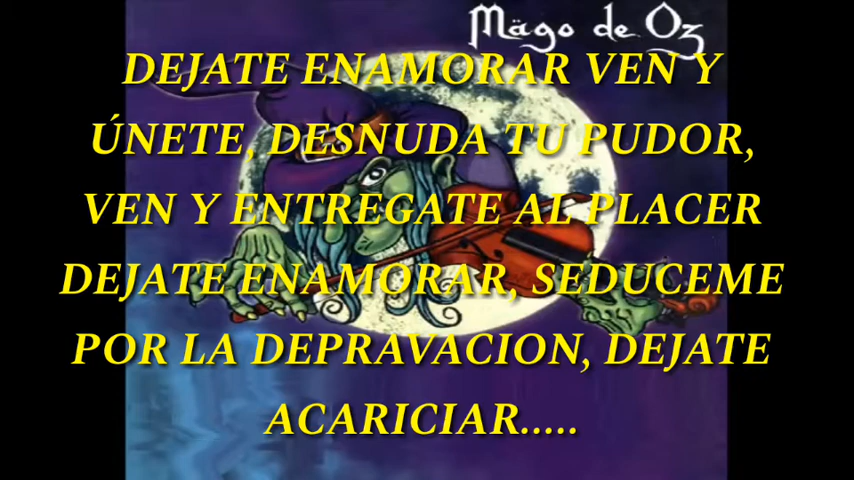 Mägo de Oz
DEJATE ENAMORAR VEN Y
ÚNETE, DESNUDA TU PUDOR,
VEN Y ENTREGATE AL PLACER
DEJATE ENAMORAR, SEDUCEME
POR LA DEPRAVACION, DEJATE
ACARICIAR.....